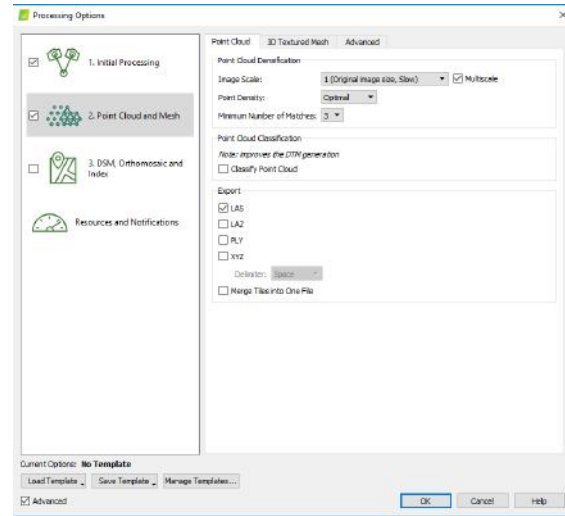 Processing Options
1. Initial Processing
2. Point Cloud and Mesh
3. DSM, Orthomosaic and
Index
Resources and Notifications
Point Cloud
3D Textured Mesh
Advanced
Point Cloud Densification
Image Scale:
1 (Original image size, Slow)
Multiscale
Point Density:
Optimal
Minimum Number of Matches:
3
Point Cloud Classification
Note: improves the DTM generation
Classify Point Cloud
Export
LAS
LAZ
PLY
XYZ
Delimiter:
Space
Merge Tiles into One File
Current Options: No Template
Load Template
Save Template
Manage Templates...
Advanced
OK
Cancel
Help